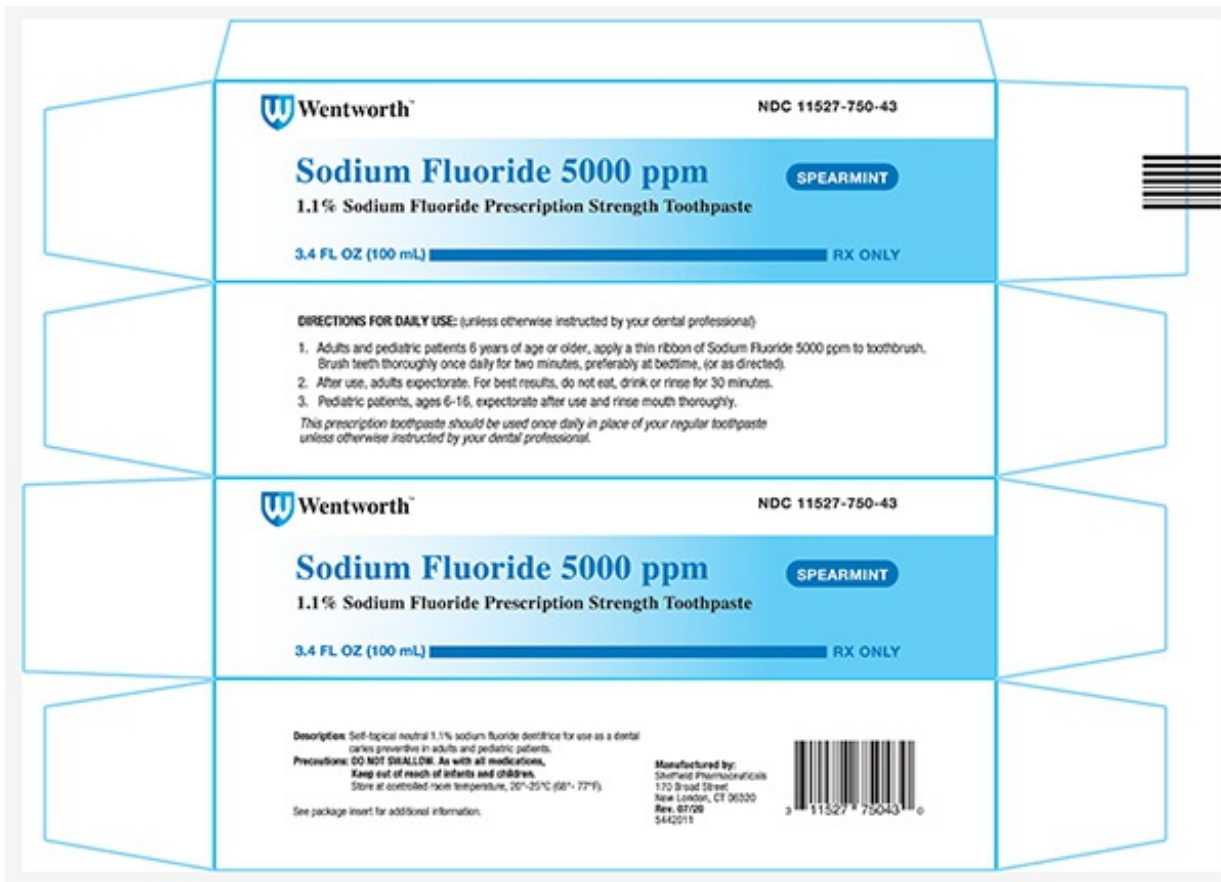 Wentworth™
NDC 11527-750-43
Sodium Fluoride 5000 ppm
SPEARMINT
1.1% Sodium Fluoride Prescription Strength Toothpaste
3.4 FL OZ (100 mL)
RX ONLY
DIRECTIONS FOR DAILY USE: (unless otherwise instructed by your dental professional)
1. Adults and pediatric patients 6 years of age or older, apply a thin ribbon of Sodium Fluoride 5000 ppm to toothbrush.
Brush teeth thoroughly once daily for two minutes, preferably at bedtime, (or as directed).
2. After use, adults expectorate. For best results, do not eat, drink or rinse for 30 minutes.
3. Pediatric patients, ages 6-16, expectorate after use and rinse mouth thoroughly.
This prescription toothpaste should be used once daily in place of your regular toothpaste
unless otherwise instructed by your dental professional.
Wentworth™
NDC 11527-750-43
Sodium Fluoride 5000 ppm
SPEARMINT
1.1% Sodium Fluoride Prescription Strength Toothpaste
3.4 FL OZ (100 mL)
RX ONLY
Description: Self-topical neutral 1.1% sodium fluoride dentifrice for use as a dental
caries preventive in adults and pediatric patients.
Precautions: DO NOT SWALLOW. As with all medications,
Keep out of reach of infants and children.
Store at controlled room temperature, 20°-25°C (68°- 77°F).
See package insert for additional information.
Manufactured by:
Sheffield Pharmaceuticals
170 Broad Street
New London, CT 06320
Rev. 07/20
5442011
3 11527 75043 0